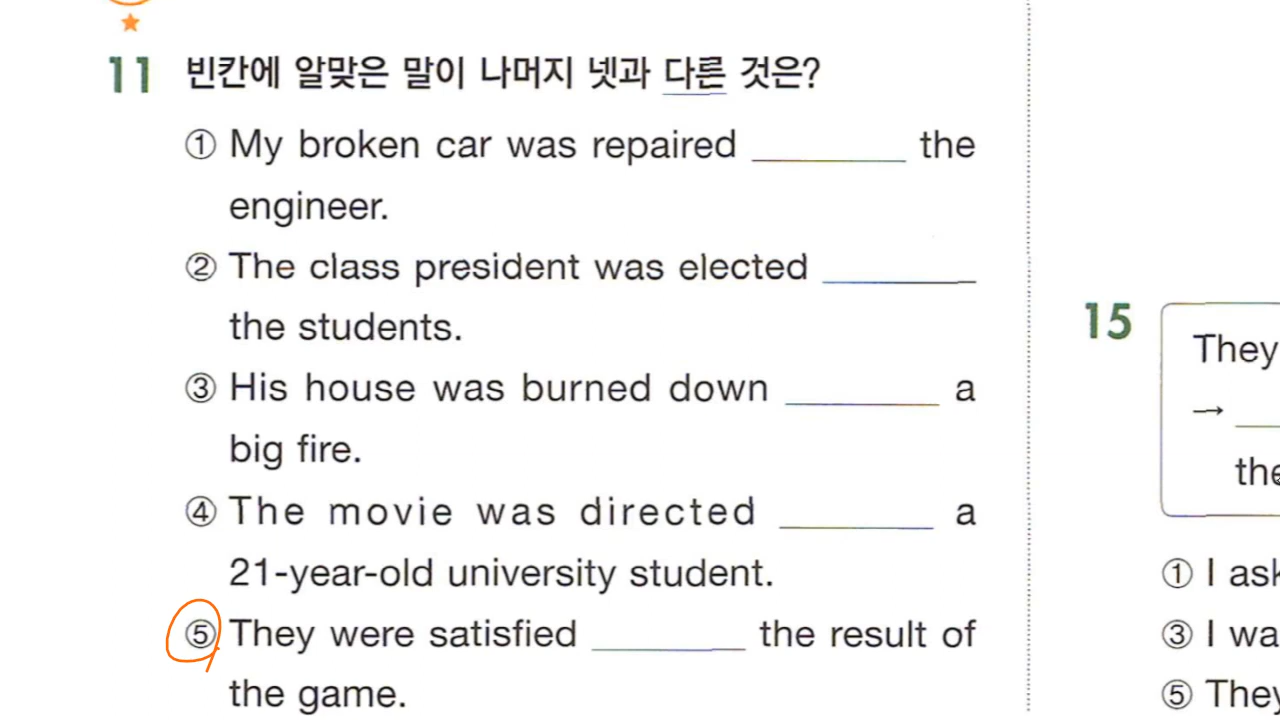 11 빈칸에 알맞은 말이 나머지 넷과 다른 것은?
① My broken car was repaired ________ the
engineer.
② The class president was elected ________
the students.
③ His house was burned down ________ a
big fire.
④ The movie was directed ________ a
21-year-old university student.
⑤ They were satisfied ________ the result of
the game.
15
They
→ __
the
① I ask
③ I wa
⑤ They